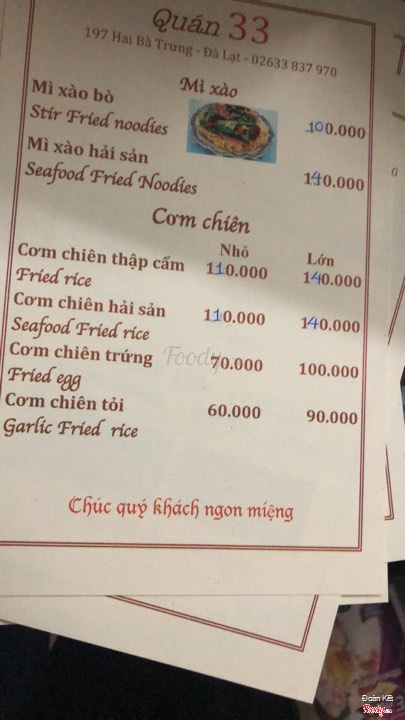 Quán 33
197 Hai Bà Trưng - Đà Lạt - 02633 837 970
Mì xào
Mì xào bò 100.000
Stir Fried noodies
Mì xào hải sản 140.000
Seafood Fried Noodies
Cơm chiên
Nhỏ Lớn
Cơm chiên thập cẩm 110.000 140.000
Fried rice
Cơm chiên hải sản 110.000 140.000
Seafood Fried rice
Cơm chiên trứng 70.000 100.000
Fried egg
Cơm chiên tỏi 60.000 90.000
Garlic Fried rice
Foody
Chúc quý khách ngon miệng
Đoàn Kết
Foody.vn